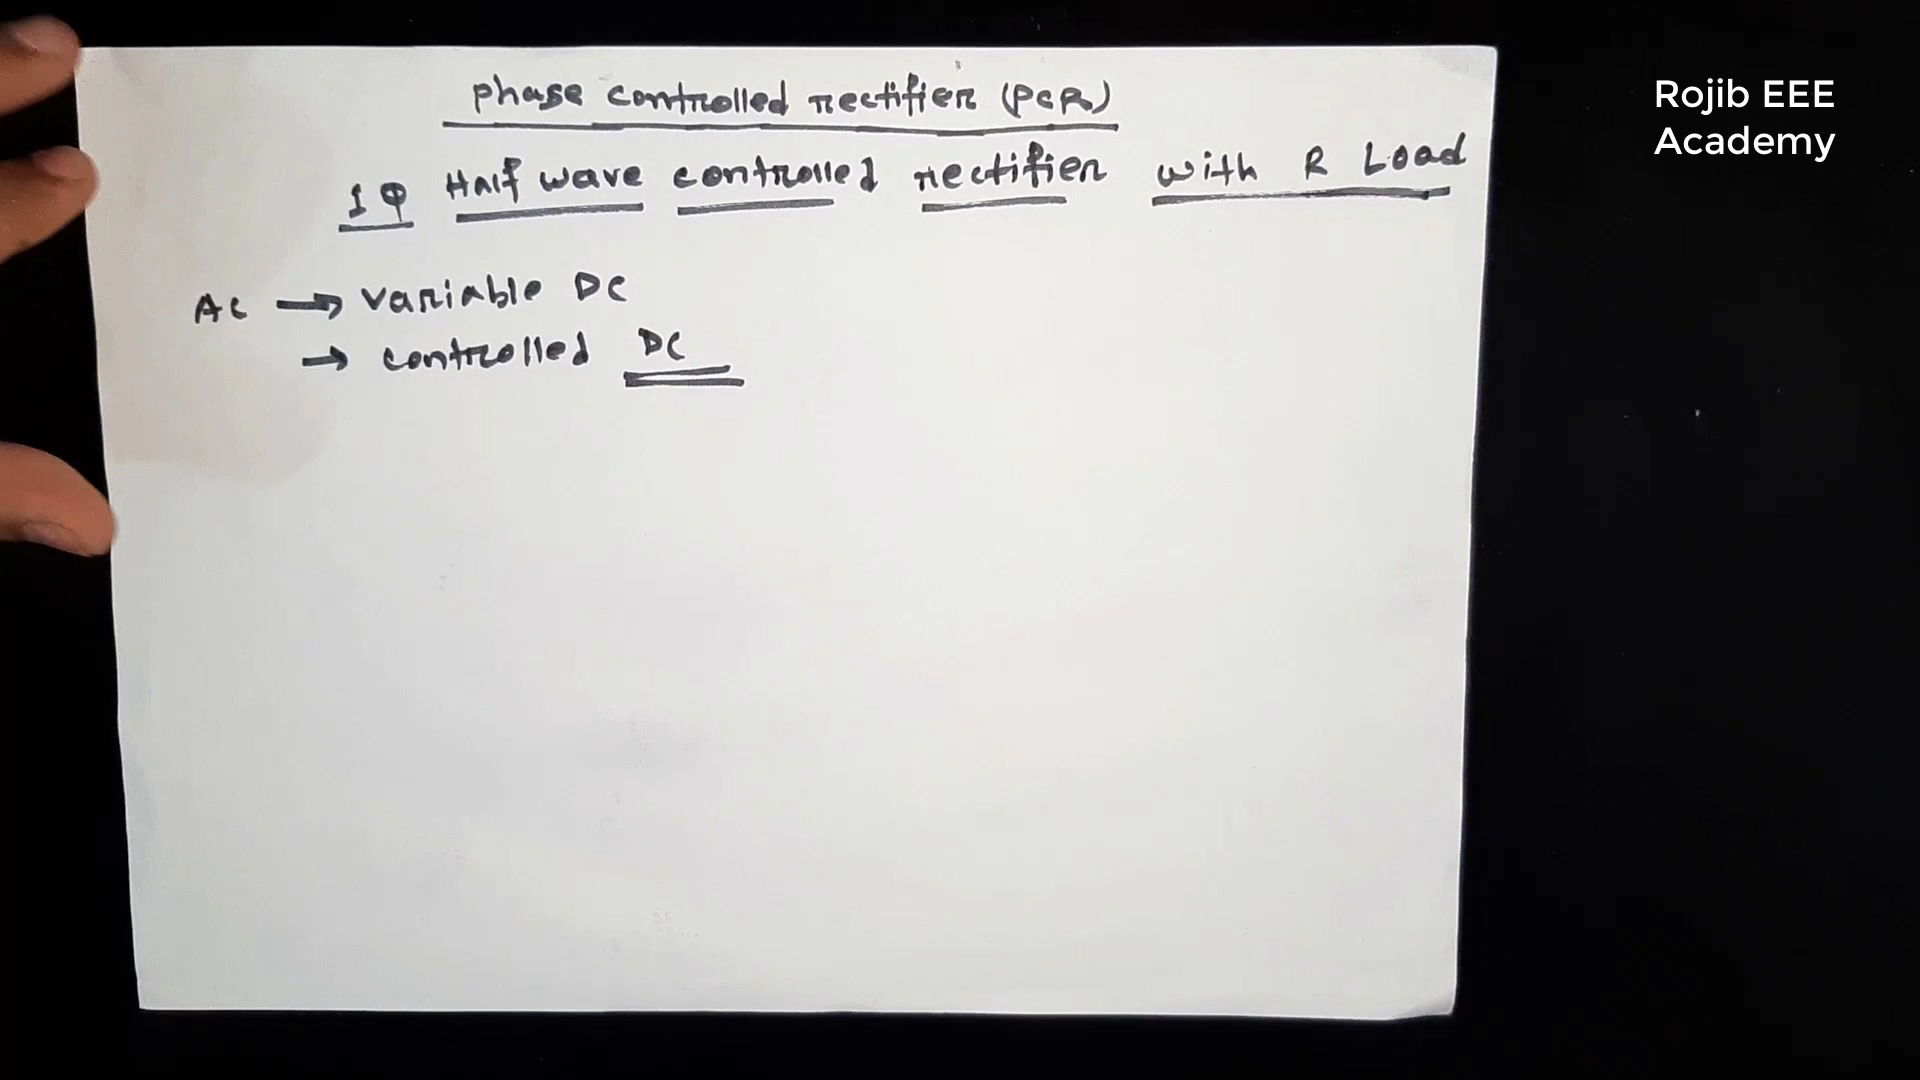 Phase controlled rectifier (PCR)
1φ Half wave controlled rectifier with R Load
AC → variable DC
→ controlled DC
Rojib EEE
Academy